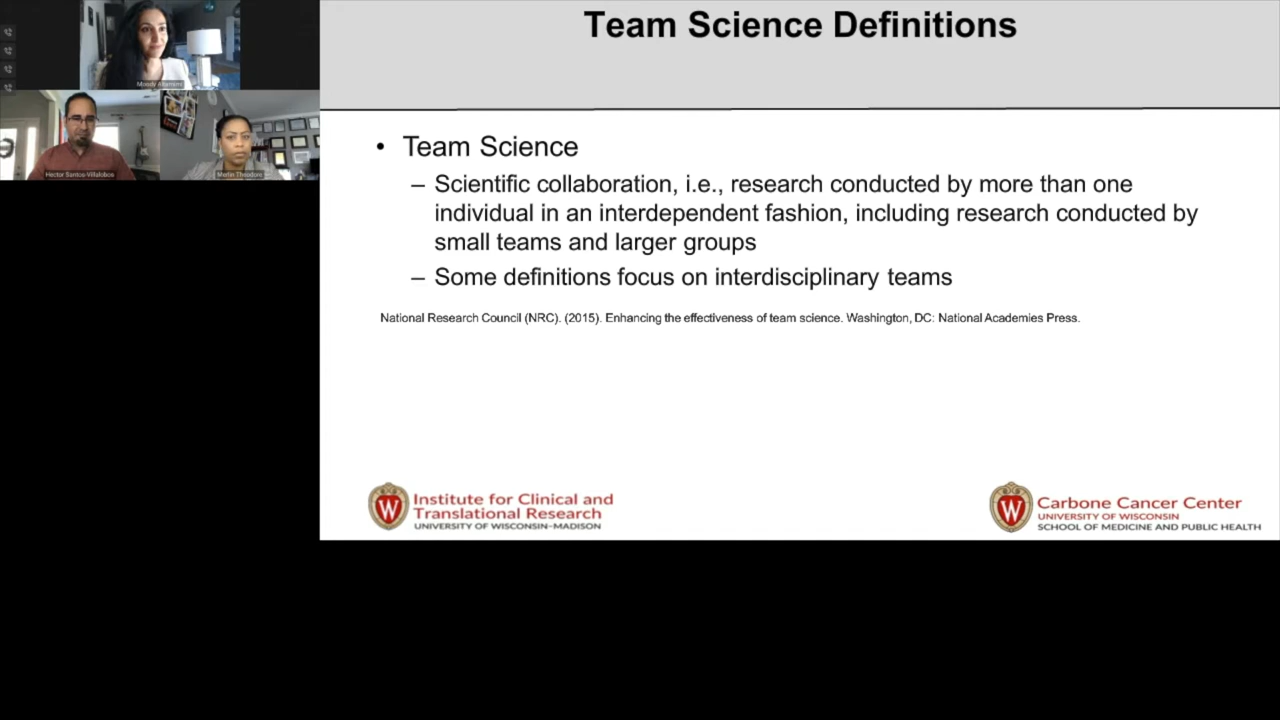 Team Science Definitions
Hector Santos-Villalobos
Merlin Theodore
• Team Science
– Scientific collaboration, i.e., research conducted by more than one
individual in an interdependent fashion, including research conducted by
small teams and larger groups
– Some definitions focus on interdisciplinary teams
National Research Council (NRC). (2015). Enhancing the effectiveness of team science. Washington, DC: National Academies Press.
W
Institute for Clinical and
Translational Research
UNIVERSITY OF WISCONSIN–MADISON
W
Carbone Cancer Center
UNIVERSITY OF WISCONSIN
SCHOOL OF MEDICINE AND PUBLIC HEALTH